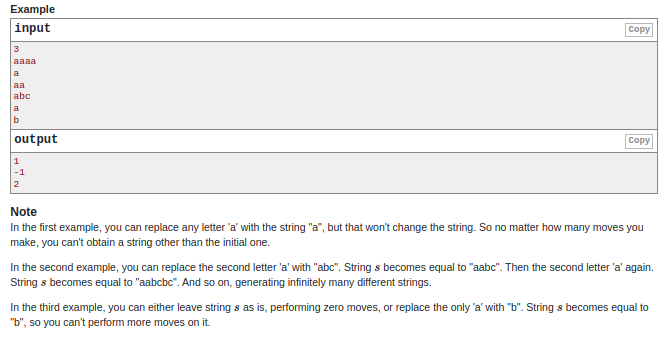 Example
input
Copy
3
aaaa
a
aa
abc
a
b
output
Copy
1
-1
2
Note
In the first example, you can replace any letter 'a' with the string "a", but that won't change the string. So no matter how many moves you
make, you can't obtain a string other than the initial one.
In the second example, you can replace the second letter 'a' with "abc". String s becomes equal to "aabc". Then the second letter 'a' again.
String s becomes equal to "aabcbc". And so on, generating infinitely many different strings.
In the third example, you can either leave string s as is, performing zero moves, or replace the only 'a' with "b". String s becomes equal to
"b", so you can't perform more moves on it.